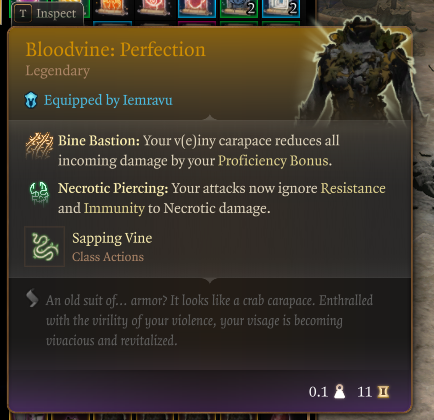 T Inspect
2
2
Bloodvine: Perfection
Legendary
Equipped by Iemravu
Bine Bastion: Your v(e)iny carapace reduces all
incoming damage by your Proficiency Bonus.
Necrotic Piercing: Your attacks now ignore Resistance
and Immunity to Necrotic damage.
Sapping Vine
Class Actions
An old suit of... armor? It looks like a crab carapace. Enthralled
with the virility of your violence, your visage is becoming
vivacious and revitalized.
0.1 11